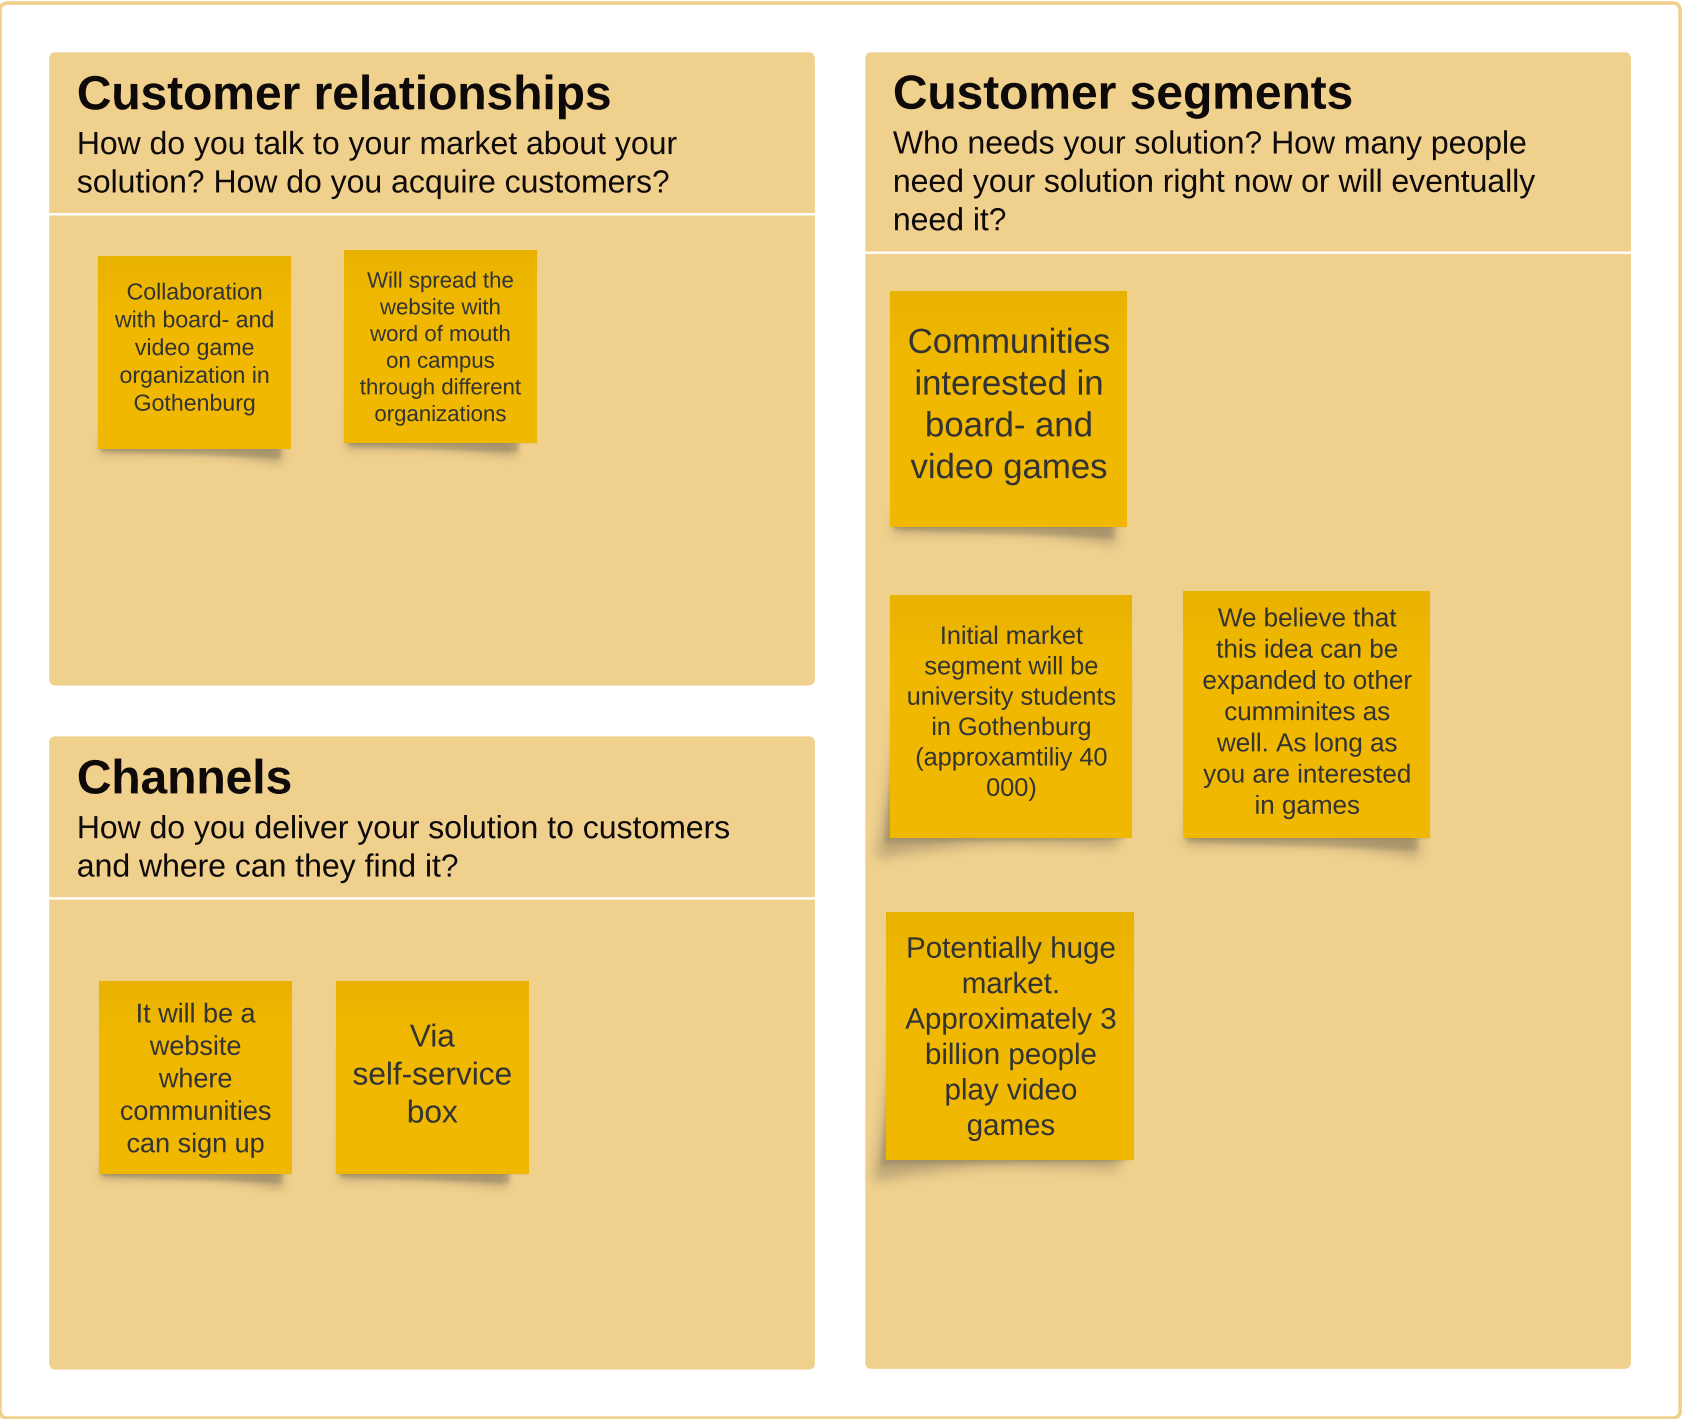 Customer relationships
How do you talk to your market about your
solution? How do you acquire customers?
Collaboration
with board- and
video game
organization in
Gothenburg
Will spread the
website with
word of mouth
on campus
through different
organizations
Channels
How do you deliver your solution to customers
and where can they find it?
It will be a
website
where
communities
can sign up
Via
self-service
box
Customer segments
Who needs your solution? How many people
need your solution right now or will eventually
need it?
Communities
interested in
board- and
video games
Initial market
segment will be
university students
in Gothenburg
(approxamtiliy 40
000)
We believe that
this idea can be
expanded to other
cumminites as
well. As long as
you are interested
in games
Potentially huge
market.
Approximately 3
billion people
play video
games